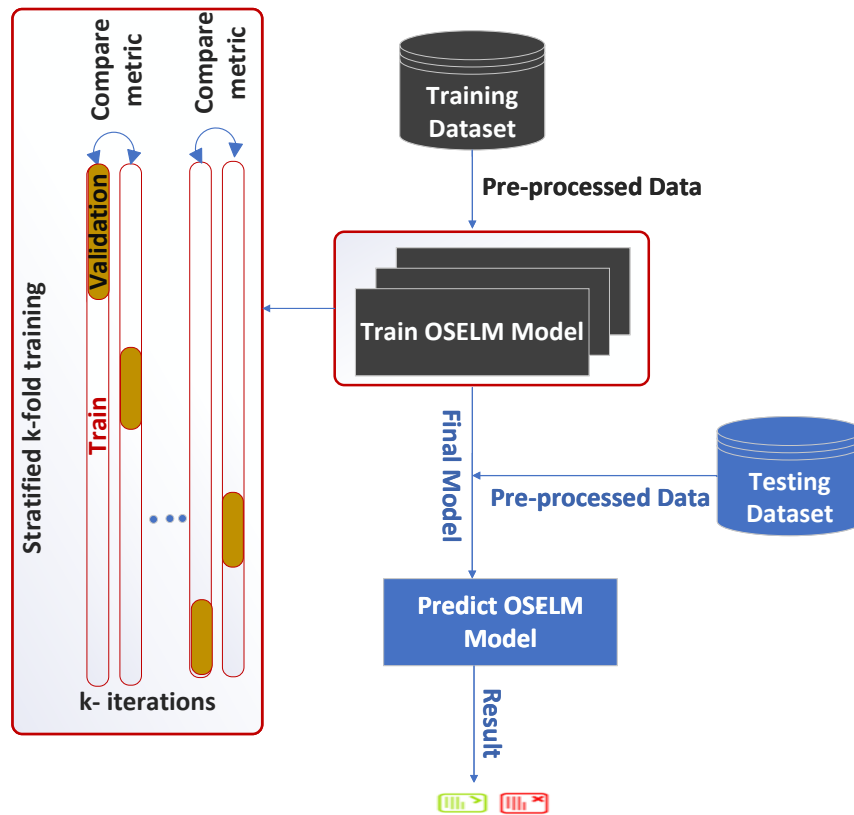 Compare
metric
Compare
metric
Validation
Train
Stratified k-fold training
k- iterations
Training
Dataset
Pre-processed Data
Train OSELM Model
Final Model
Pre-processed Data
Testing
Dataset
Predict OSELM
Model
Result